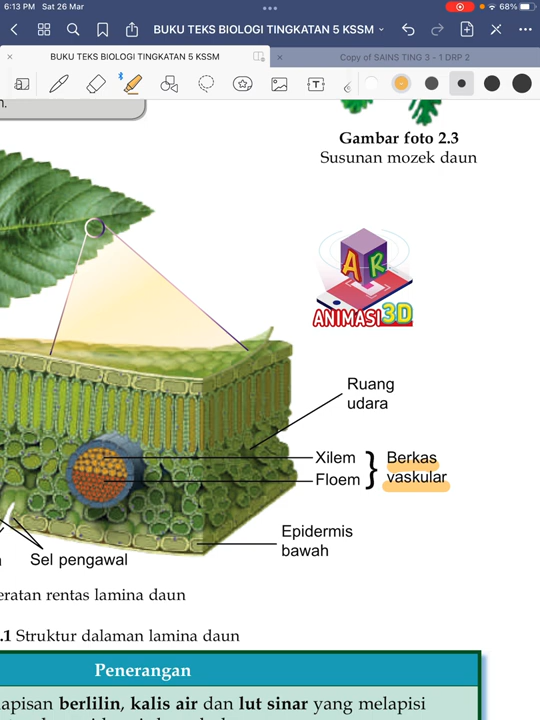 6:13 PM Sat 26 Mar
68%
BUKU TEKS BIOLOGI TINGKATAN 5 KSSM
BUKU TEKS BIOLOGI TINGKATAN 5 KSSM
Copy of SAINS TING 3 - 1 DRP 2
n.
Gambar foto 2.3
Susunan mozek daun
AR
ANIMASI 3D
Ruang
udara
Xilem
Floem
Berkas
vaskular
Epidermis
bawah
Sel pengawal
eratan rentas lamina daun
.1 Struktur dalaman lamina daun
Penerangan
apisan berlilin, kalis air dan lut sinar yang melapisi